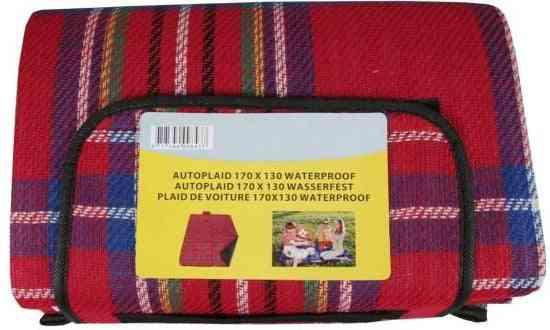 AUTOPLAID 170 X 130 WATERPROOF
AUTOPLAID 170 X 130 WASSERFEST
PLAID DE VOITURE 170X130 WATERPROOF